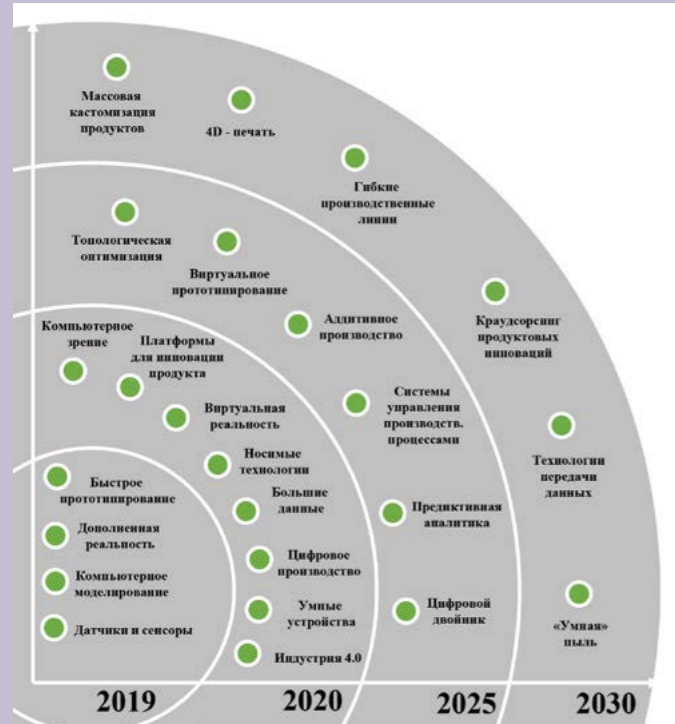 Массовая
кастомизация
продуктов
4D - печать
Гибкие
производственные
линии
Краудсорсинг
продуктовых
инноваций
Технологии
передачи
данных
«Умная»
пыль
Топологическая
оптимизация
Виртуальное
прототипирование
Аддитивное
производство
Системы
управления
производств.
процессами
Предиктивная
аналитика
Цифровой
двойник
Компьютерное
зрение
Платформы
для инновации
продукта
Виртуальная
реальность
Носимые
технологии
Большие
данные
Цифровое
производство
Умные
устройства
Индустрия 4.0
Быстрое
прототипирование
Дополненная
реальность
Компьютерное
моделирование
Датчики и сенсоры
2019
2020
2025
2030